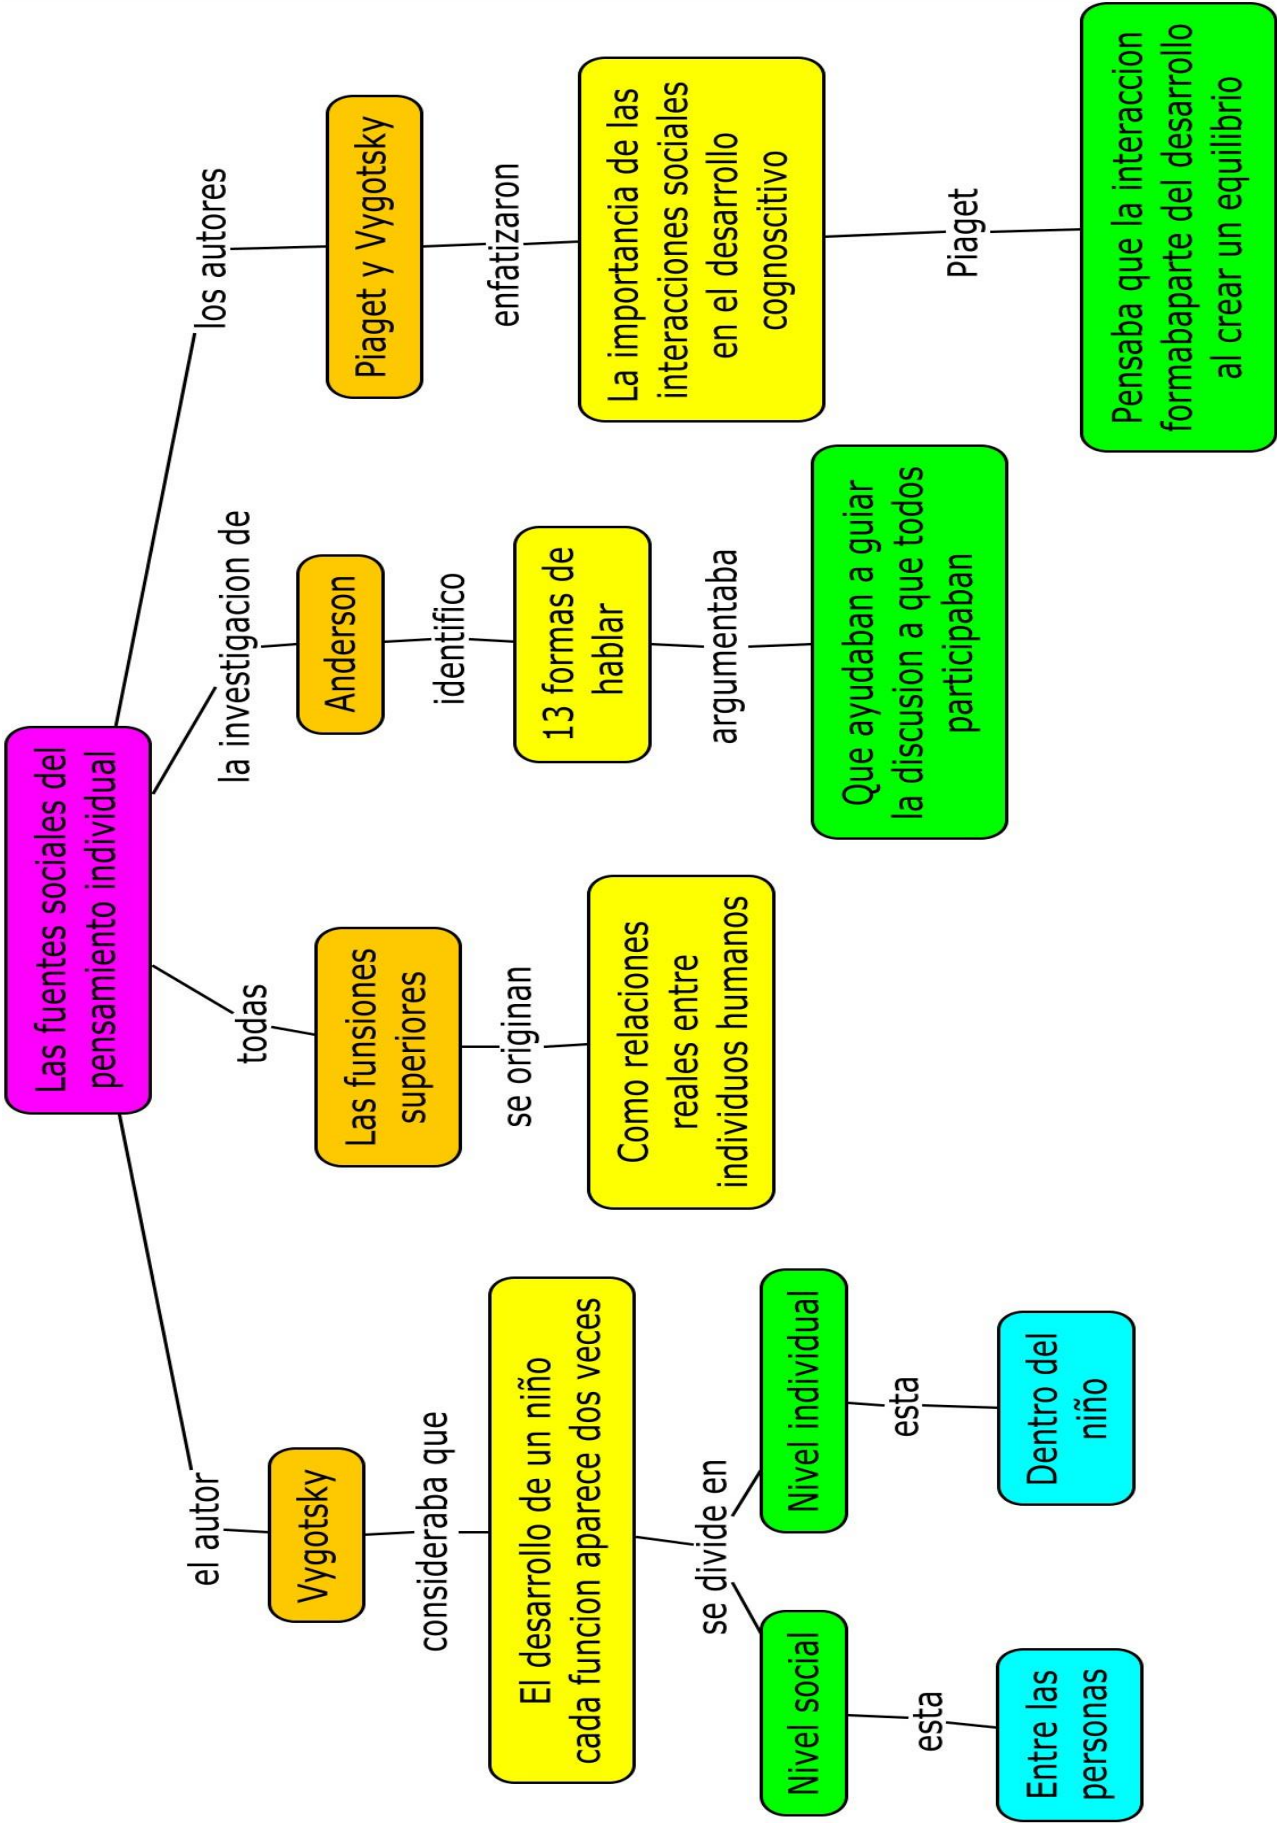 Las fuentes sociales del
pensamiento individual
el autor
Vygotsky
consideraba que
El desarrollo de un niño
cada funcion aparece dos veces
se divide en
Nivel social
esta
Entre las
personas
Nivel individual
esta
Dentro del
niño
todas
Las funsiones
superiores
se originan
Como relaciones
reales entre
individuos humanos
la investigacion de
Anderson
identifico
13 formas de
hablar
argumentaba
Que ayudaban a guiar
la discusion a que todos
participaban
los autores
Piaget y Vygotsky
enfatizaron
La importancia de las
interacciones sociales
en el desarrollo
cognoscitivo
Piaget
Pensaba que la interaccion
formabaparte del desarrollo
al crear un equilibrio